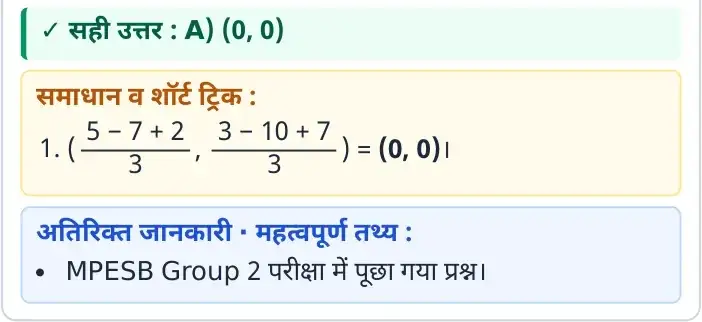 ✓ सही उत्तर : A) (0, 0)
समाधान व शॉर्ट ट्रिक :
1. ( (5 − 7 + 2)/3 , (3 − 10 + 7)/3 ) = (0, 0)।
अतिरिक्त जानकारी · महत्वपूर्ण तथ्य :
• MPESB Group 2 परीक्षा में पूछा गया प्रश्न।